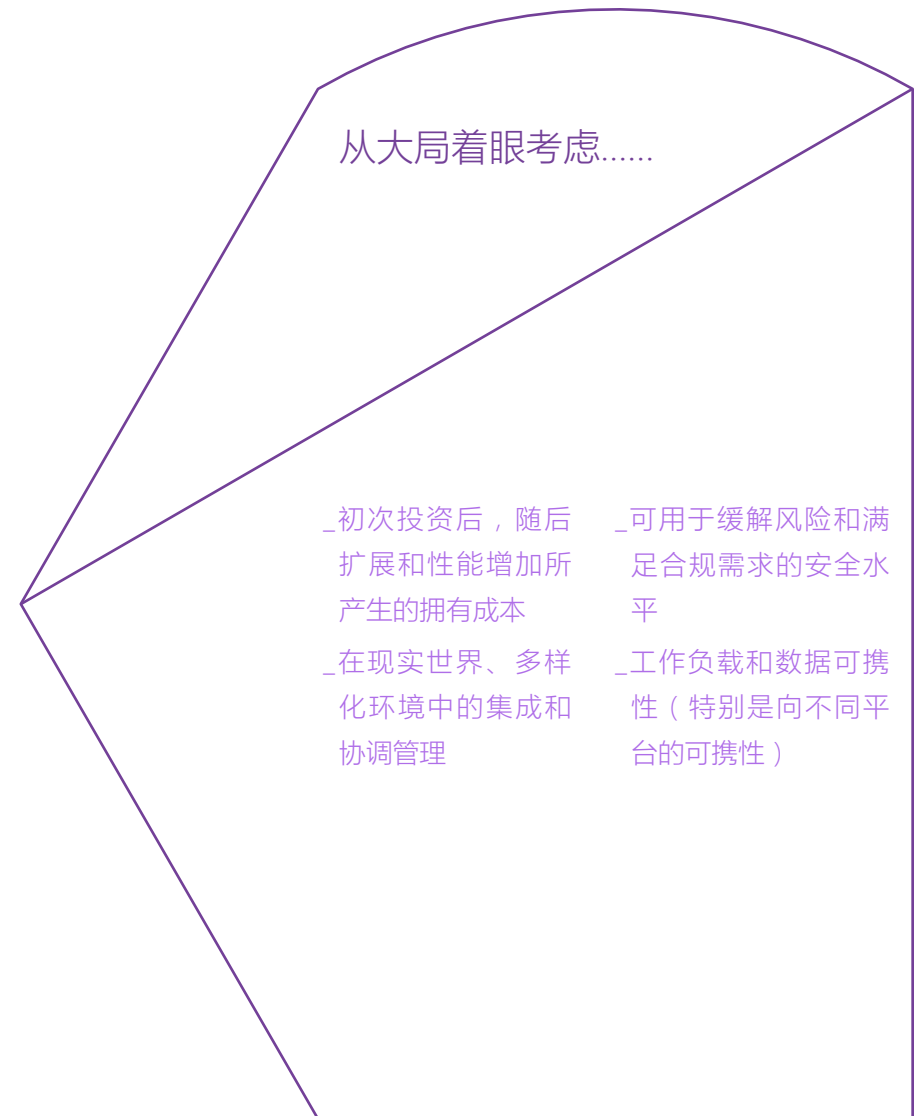 从大局着眼考虑......
_初次投资后，随后
扩展和性能增加所
产生的拥有成本
_在现实世界、多样
化环境中的集成和
协调管理
_可用于缓解风险和满
足合规需求的安全水
平
_工作负载和数据可携
性（特别是向不同平
台的可携性）